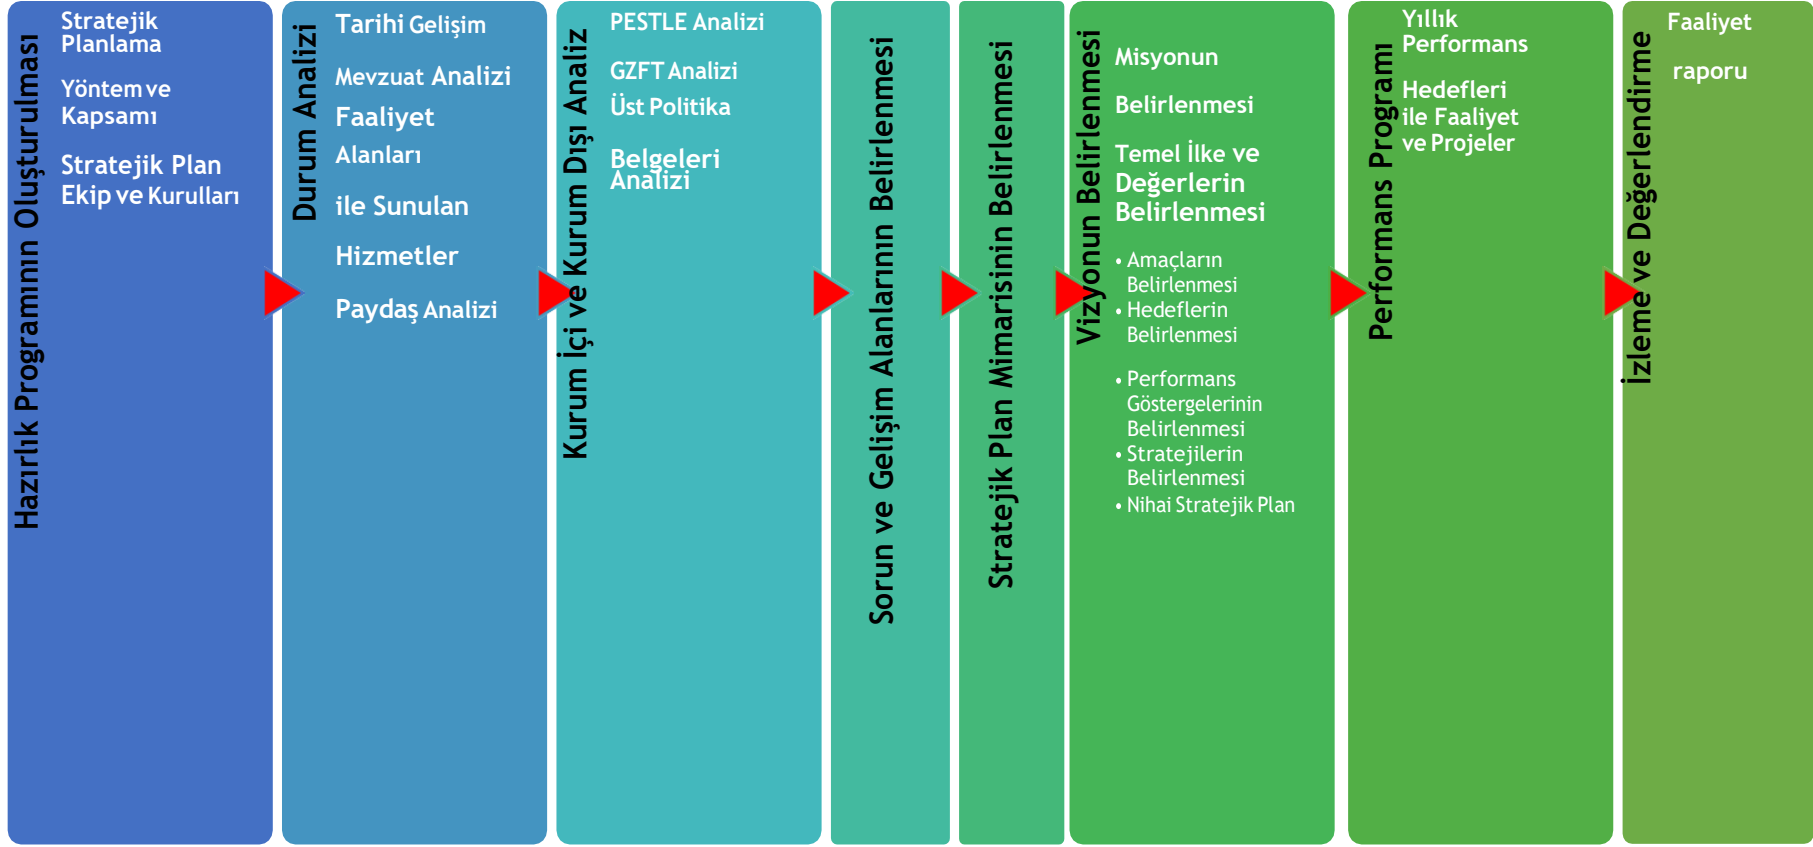 Hazırlık Programının Oluşturulması
Stratejik
Planlama
Yöntem ve
Kapsamı
Stratejik Plan
Ekip ve Kurulları
Durum Analizi
Tarihi Gelişim
Mevzuat Analizi
Faaliyet
Alanları
ile Sunulan
Hizmetler
Paydaş Analizi
Kurum İçi ve Kurum Dışı Analiz
PESTLE Analizi
GZFT Analizi
Üst Politika
Belgeleri
Analizi
Sorun ve Gelişim Alanlarının Belirlenmesi
Stratejik Plan Mimarisinin Belirlenmesi
Vizyonun Belirlenmesi
Misyonun
Belirlenmesi
Temel İlke ve
Değerlerin
Belirlenmesi
• Amaçların
Belirlenmesi
• Hedeflerin
Belirlenmesi
• Performans
Göstergelerinin
Belirlenmesi
• Stratejilerin
Belirlenmesi
• Nihai Stratejik Plan
Performans Programı
Yıllık
Performans
Hedefleri
ile Faaliyet
ve Projeler
İzleme ve Değerlendirme
Faaliyet
raporu